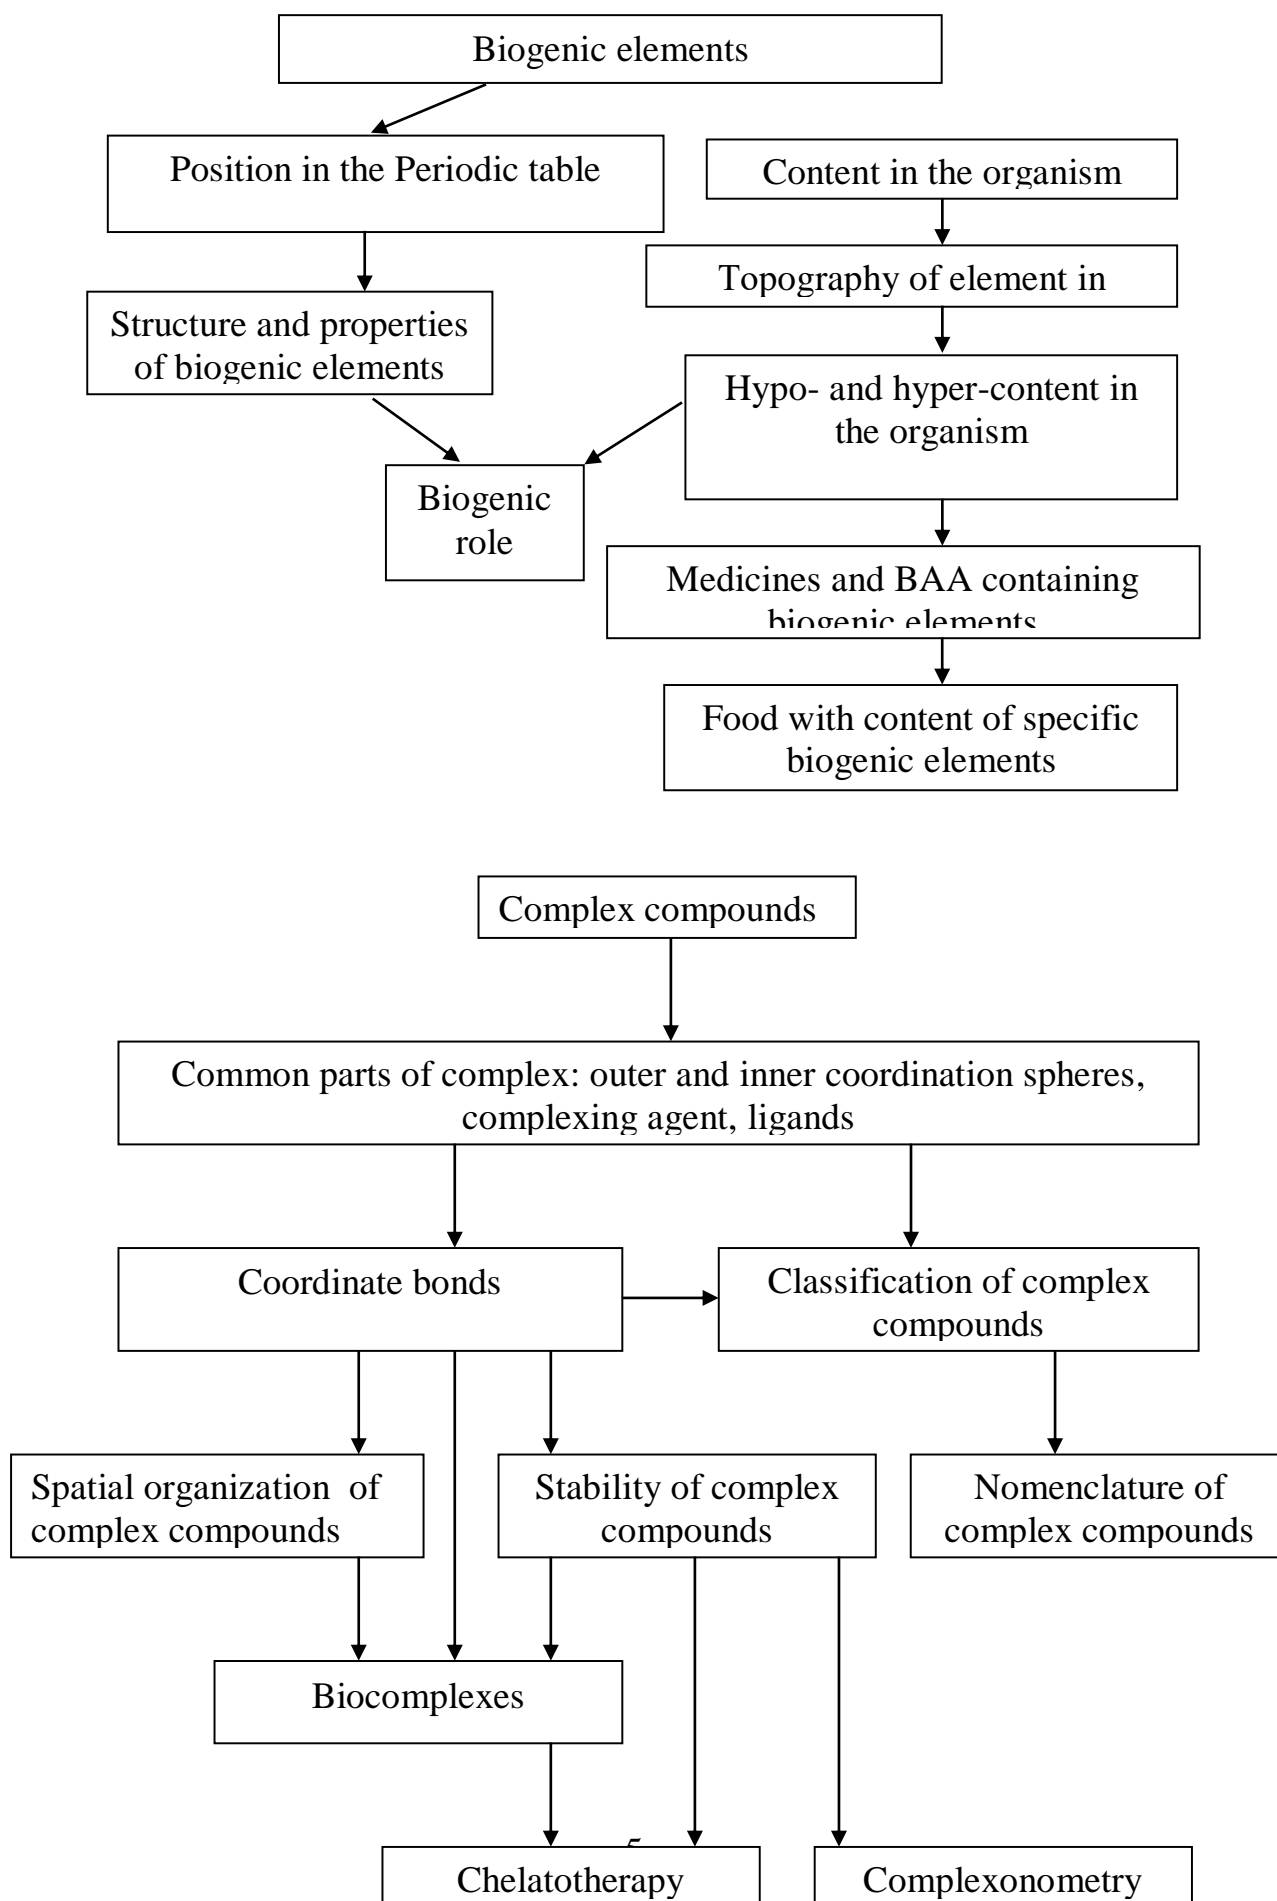 Biogenic elements
Position in the Periodic table
Content in the organism
Topography of element in
Structure and properties
of biogenic elements
Hypo- and hyper-content in
the organism
Biogenic
role
Medicines and BAA containing
biogenic elements
Food with content of specific
biogenic elements
Complex compounds
Common parts of complex: outer and inner coordination spheres,
complexing agent, ligands
Coordinate bonds
Classification of complex
compounds
Spatial organization of
complex compounds
Stability of complex
compounds
Nomenclature of
complex compounds
Biocomplexes
5
Chelatotherapy
Complexonometry